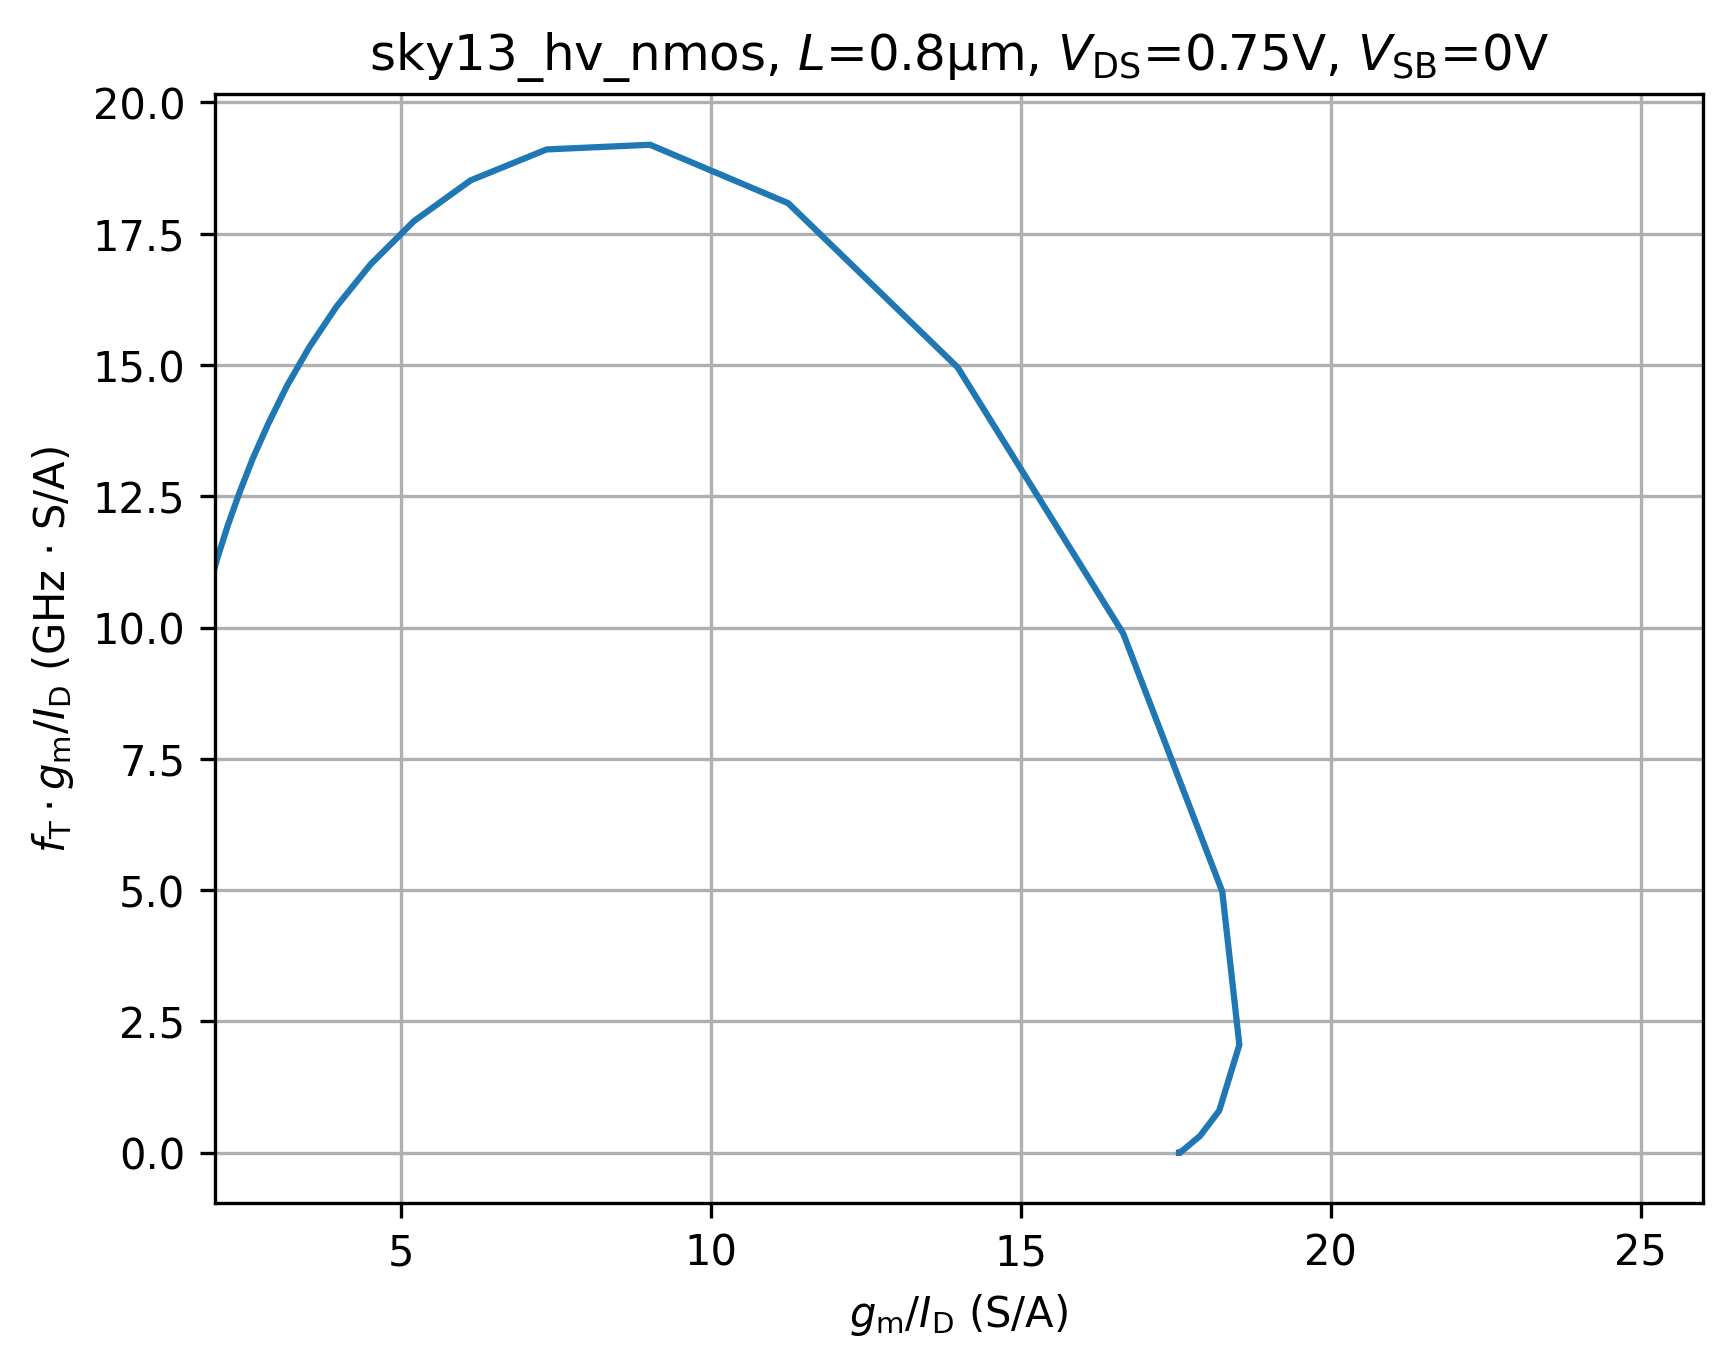 sky13_hv_nmos, L=0.8µm, VDS=0.75V, VSB=0V
20.0
17.5
15.0
12.5
10.0
7.5
5.0
2.5
0.0
fT · gm/ID (GHz · S/A)
5 10 15 20 25
gm/ID (S/A)